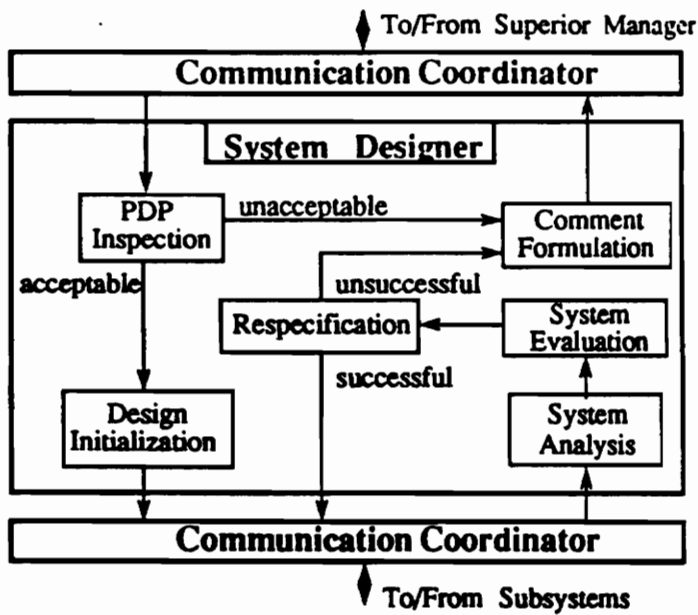 To/From Superior Manager
Communication Coordinator
System Designer
PDP
Inspection
unacceptable
Comment
Formulation
acceptable
unsuccessful
Respecification
System
Evaluation
successful
Design
Initialization
System
Analysis
Communication Coordinator
To/From Subsystems